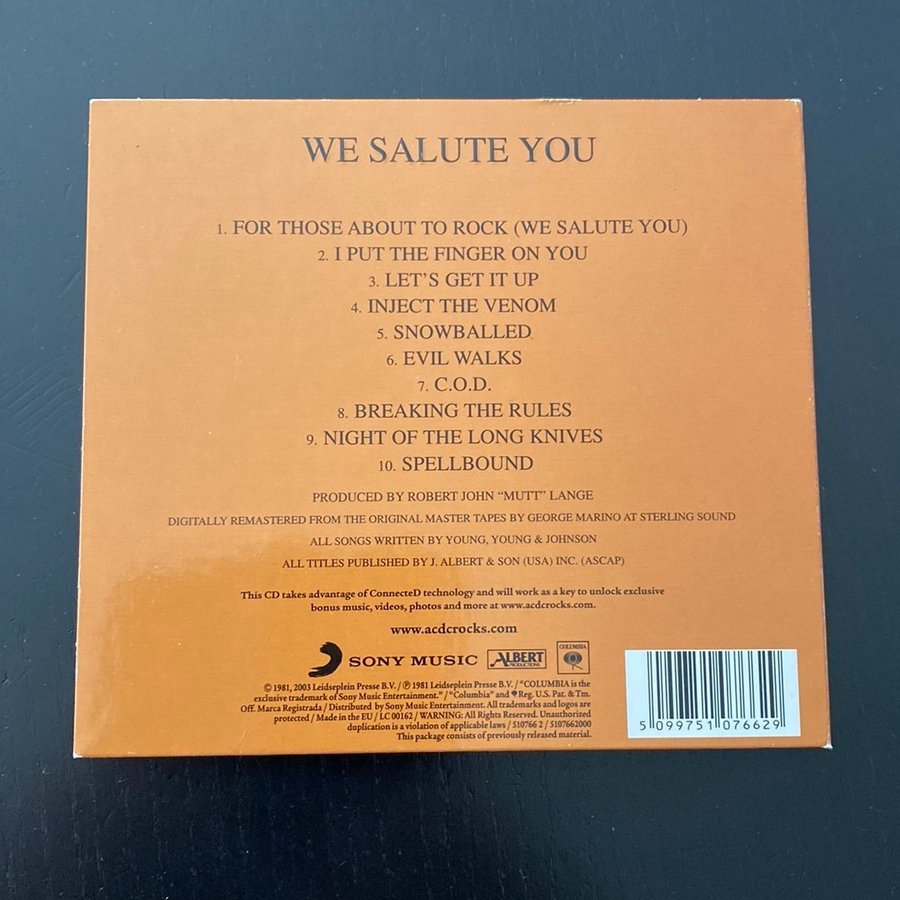 WE SALUTE YOU
1. FOR THOSE ABOUT TO ROCK (WE SALUTE YOU)
2. I PUT THE FINGER ON YOU
3. LET'S GET IT UP
4. INJECT THE VENOM
5. SNOWBALLED
6. EVIL WALKS
7. C.O.D.
8. BREAKING THE RULES
9. NIGHT OF THE LONG KNIVES
10. SPELLBOUND
PRODUCED BY ROBERT JOHN “MUTT” LANGE
DIGITALLY REMASTERED FROM THE ORIGINAL MASTER TAPES BY GEORGE MARINO AT STERLING SOUND
ALL SONGS WRITTEN BY YOUNG, YOUNG & JOHNSON
ALL TITLES PUBLISHED BY J. ALBERT & SON (USA) INC. (ASCAP)
This CD takes advantage of ConnecteD technology and will work as a key to unlock exclusive
bonus music, videos, photos and more at www.acdcrocks.com.
www.acdcrocks.com
SONY MUSIC ALBERT PRODUCTIONS COLUMBIA
© 1981, 2003 Leidseplein Presse B.V. / ℗ 1981 Leidseplein Presse B.V. / “COLUMBIA is the
exclusive trademark of Sony Music Entertainment.” / “Columbia” and Reg. U.S. Pat. & Tm.
Off. Marca Registrada / Distributed by Sony Music Entertainment. All trademarks and logos are
protected / Made in the EU / LC 00162 / WARNING: All Rights Reserved. Unauthorized
duplication is a violation of applicable laws / 510766 2 / 5107662000
This package consists of previously released material.
5 099751 076629